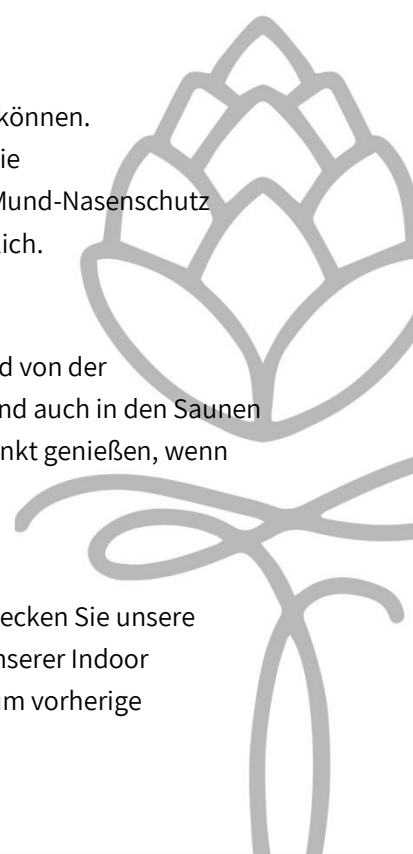 können.
ie
Mund-Nasenschutz
ich.
d von der
nd auch in den Saunen
nkt genießen, wenn
ecken Sie unsere
nserer Indoor
m vorherige